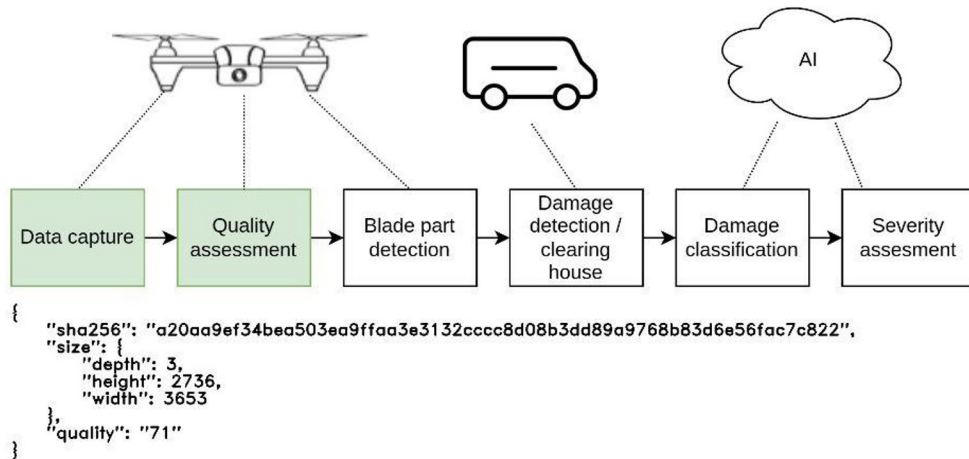 AI
Data capture
Quality
assessment
Blade part
detection
Damage
detection /
clearing
house
Damage
classification
Severity
assesment
{
"sha256": "a20aa9ef34bea503ea9ffaa3e3132cccc8d08b3dd89a9768b83d6e56fac7c822",
"size": {
"depth": 3,
"height": 2736,
"width": 3653
},
"quality": "71"
}